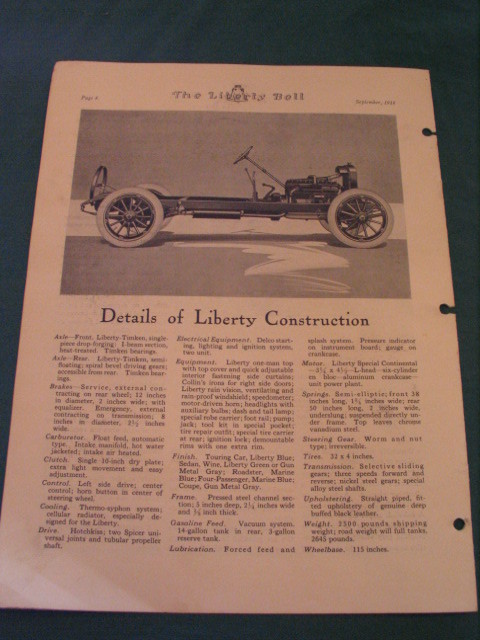 Page 8
The Liberty Bell
September, 1919
Details of Liberty Construction
Axle—Front. Liberty-Timken, single-
piece drop-forging; I beam section,
heat-treated. Timken bearings.
Axle—Rear. Liberty-Timken, semi-
floating; spiral bevel driving gears;
accessible from rear. Timken bear-
ings.
Brakes—Service, external con-
tracting on rear wheel; 12 inches
in diameter, 2 inches wide; with
equalizer. Emergency, external
contracting on transmission; 8
inches in diameter, 2½ inches
wide.
Carburetor. Float feed, automatic
type. Intake manifold, hot water
jacketed; intake air heated.
Clutch. Single 10-inch dry plate;
extra light movement and easy
adjustment.
Control. Left side drive; center
control; horn button in center of
steering wheel.
Cooling. Thermo-syphon system;
cellular radiator, especially de-
signed for the Liberty.
Drive. Hotchkiss; two Spicer uni-
versal joints and tubular propeller
shaft.
Electrical Equipment. Delco start-
ing, lighting and ignition system,
two unit.
Equipment. Liberty one-man top
with top cover and quick adjustable
interior fastening side curtains;
Collin's irons for right side doors;
Liberty rain vision, ventilating and
rain-proof windshield; speedometer;
motor-driven horn; headlights with
auxiliary bulbs; dash and tail lamp;
special robe carrier; foot rail; pump;
jack; tool kit in special pocket;
tire repair outfit; special tire carrier
at rear; ignition lock; demountable
rims with one extra rim.
Finish. Touring Car, Liberty Blue;
Sedan, Wine, Liberty Green or Gun
Metal Gray; Roadster, Marine
Blue; Four-Passenger, Marine Blue;
Coupe, Gun Metal Gray.
Frame. Pressed steel channel sec-
tion; 5 inches deep, wide
and inch thick.
Gasoline Feed. Vacuum system.
14-gallon tank in rear, 3-gallon
reserve tank.
Lubrication. Forced feed and
splash system. Pressure indicator
on instrument board; gauge on
crankcase.
Motor. Liberty Special Continental
L-head—six-cylinder
en bloc—aluminum crankcase—
unit power plant.
Springs. Semi-elliptic; front 38
inches long, wide; rear
50 inches long, 2 inches wide,
underslung; suspended directly un-
der frame. Top leaves chrome
vanadium steel.
Steering Gear. Worm and nut
type; irreversible.
Tires. 32 x 4 inches.
Transmission. Selective sliding
gears; three speeds forward and
reverse; nickel steel gears; special
alloy steel shafts.
Upholstering. Straight piped, fit-
ted upholstery of genuine deep
buffed black leather.
Weight. 2500 pounds shipping
weight; road weight will full tanks,
2645 pounds.
Wheelbase. 115 inches.